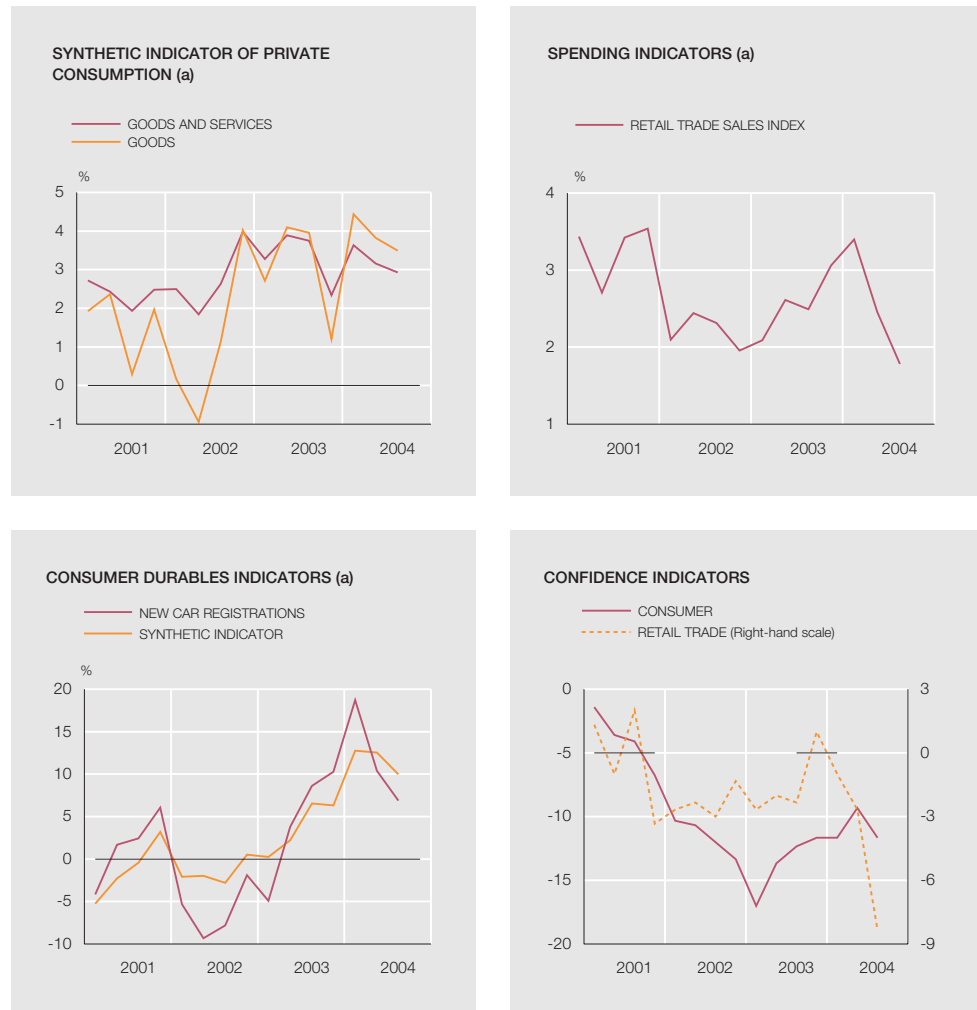 SYNTHETIC INDICATOR OF PRIVATE
CONSUMPTION (a)
GOODS AND SERVICES
GOODS
%
5
4
3
2
1
0
-1
2001 2002 2003 2004
SPENDING INDICATORS (a)
RETAIL TRADE SALES INDEX
%
4
3
2
1
2001 2002 2003 2004
CONSUMER DURABLES INDICATORS (a)
NEW CAR REGISTRATIONS
SYNTHETIC INDICATOR
%
20
15
10
5
0
-5
-10
2001 2002 2003 2004
CONFIDENCE INDICATORS
CONSUMER
RETAIL TRADE (Right-hand scale)
0 3
-5 0
-10 -3
-15 -6
-20 -9
2001 2002 2003 2004